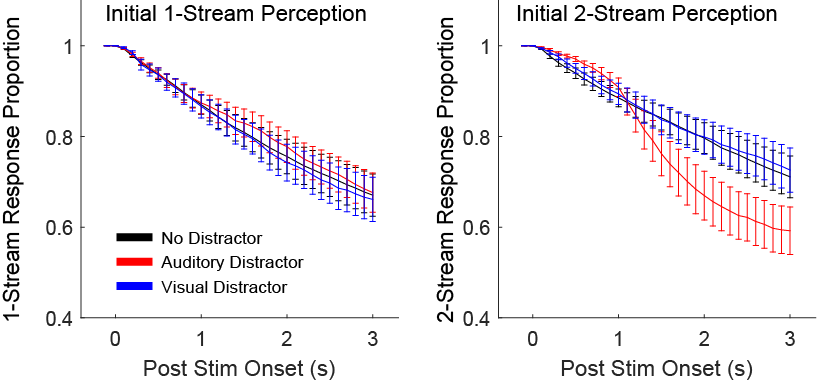 Initial 1-Stream Perception
1-Stream Response Proportion
1
0.8
0.6
0.4
No Distractor
Auditory Distractor
Visual Distractor
0 1 2 3
Post Stim Onset (s)
Initial 2-Stream Perception
2-Stream Response Proportion
1
0.8
0.6
0.4
0 1 2 3
Post Stim Onset (s)